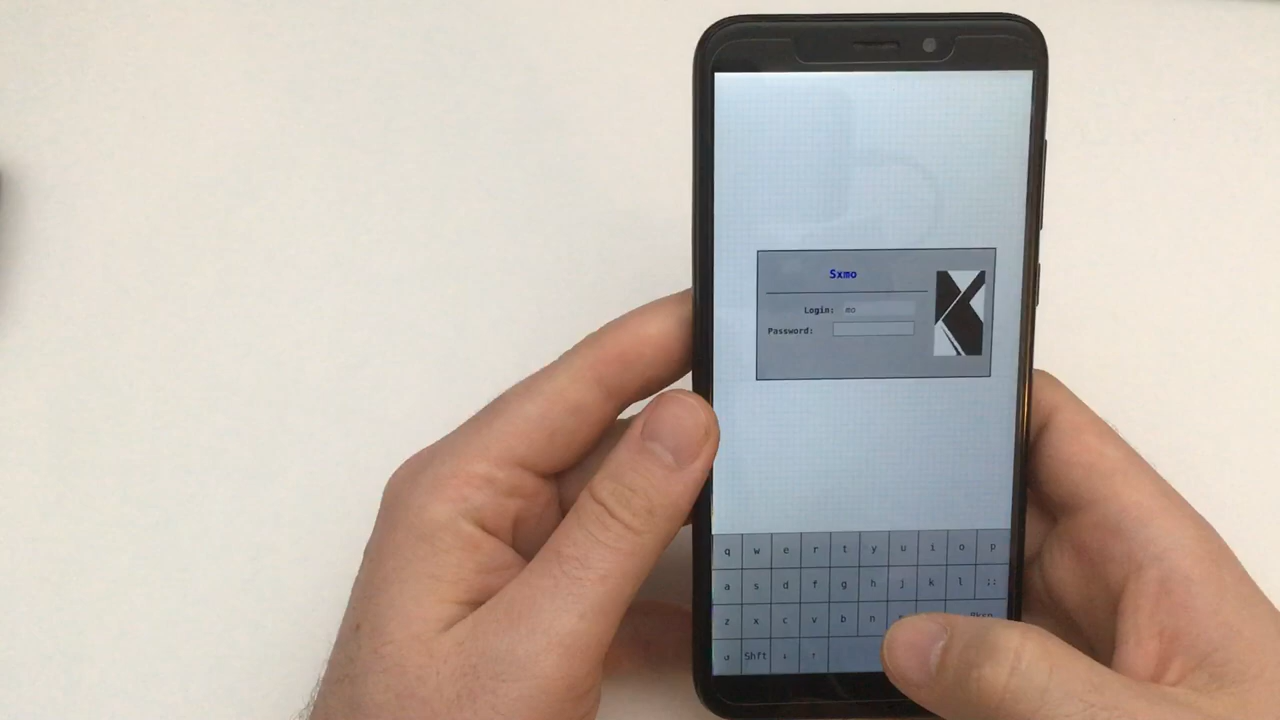 Sxmo
Login: mo
Password:
q w e r t y u i o p
a s d f g h j k l ;:
z x c v b n
Shft ↓ ↑